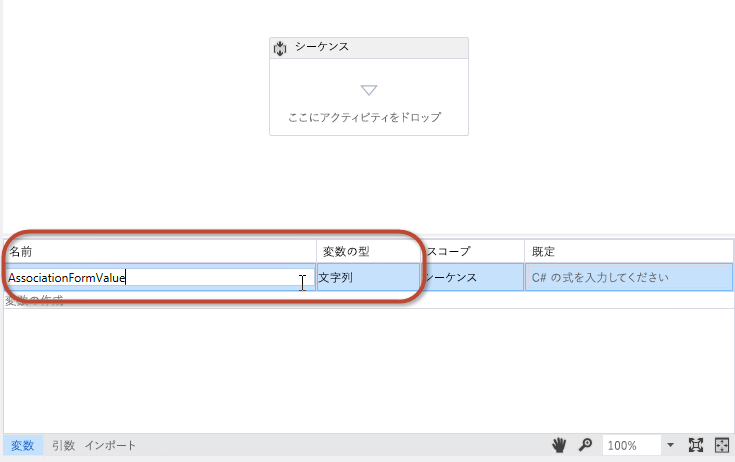 シーケンス
ここにアクティビティをドロップ
名前 変数の型 スコープ 既定
AssociationFormValue 文字列 シーケンス C# の式を入力してください
変数の作成
変数 引数 インポート 100%